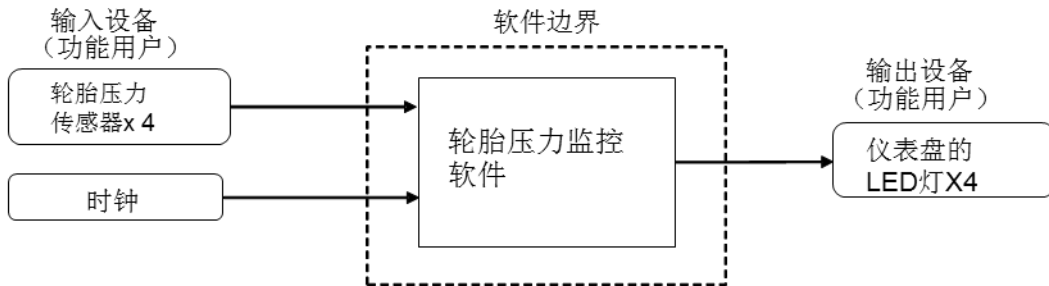 输入设备
（功能用户）
轮胎压力
传感器x 4
时钟
软件边界
轮胎压力监控
软件
输出设备
（功能用户）
仪表盘的
LED灯X4